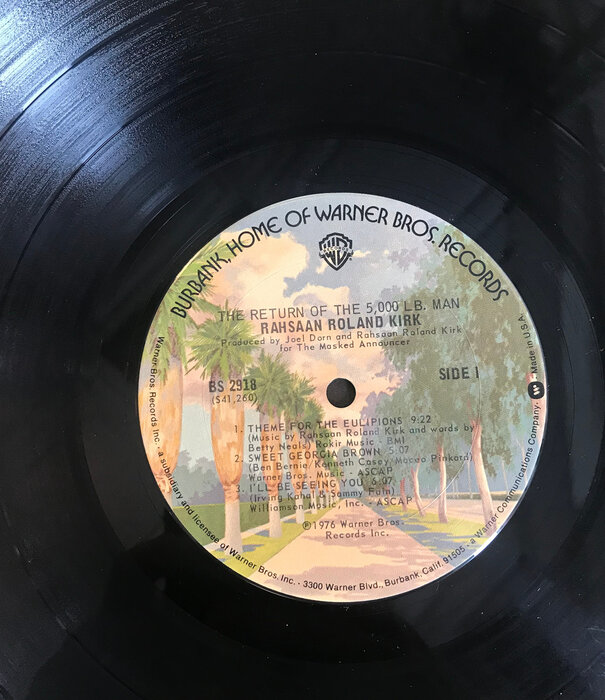 BURBANK, HOME OF WARNER BROS. RECORDS
THE RETURN OF THE 5,000 LB. MAN
RAHSAAN ROLAND KIRK
Produced by Joel Dorn and Rahsaan Roland Kirk
for The Masked Announcer
BS 2918
(S41,260)
SIDE 1
1. THEME FOR THE EULIPIONS 9:22
(Music by Rahsaan Roland Kirk and words by
Betty Neals) Rokir Music - BMI
2. SWEET GEORGIA BROWN 5:07
(Ben Bernie/Kenneth Casey/Maceo Pinkard)
Warner Bros. Music - ASCAP
3. I'LL BE SEEING YOU 6:07
(Irving Kahal & Sammy Fain)
Williamson Music, Inc. - ASCAP
℗1976 Warner Bros.
Records Inc.
Warner Bros. Records Inc. · a subsidiary and licensee of Warner Bros. Inc. · 3300 Warner Blvd., Burbank, Calif. 91505 · a Warner Communications Company. · Made in U.S.A.